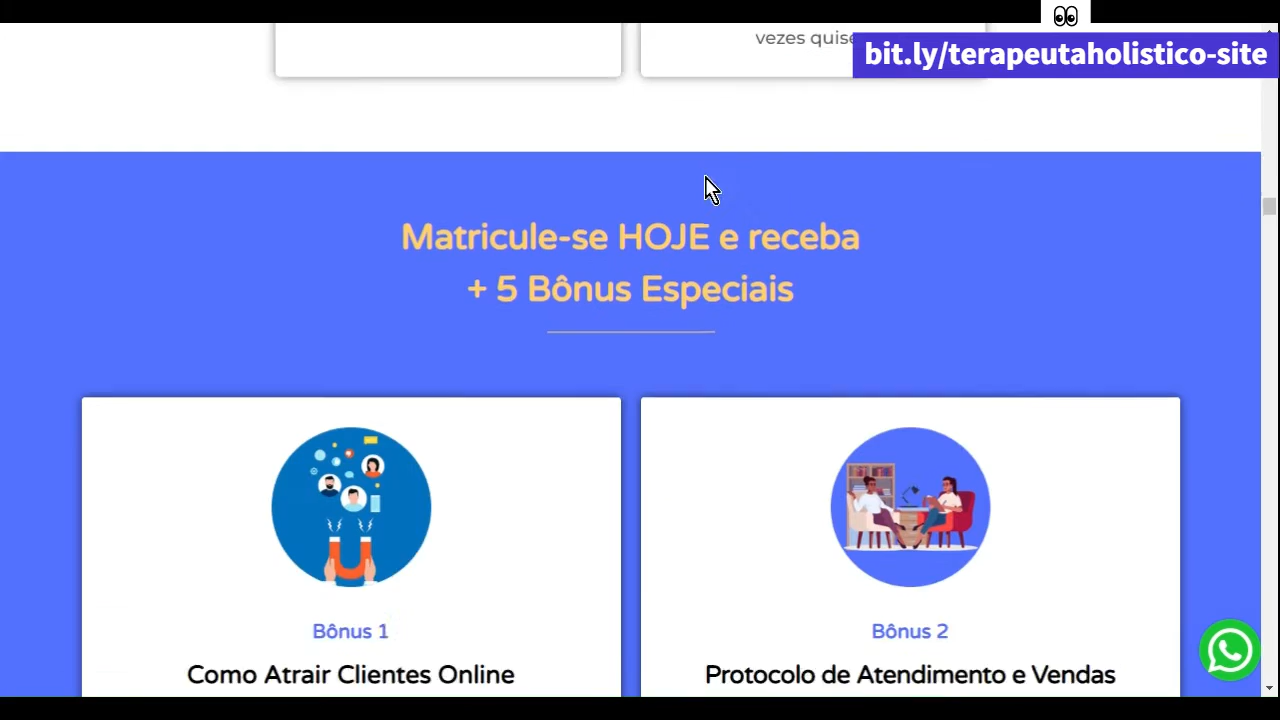 vezes quise
bit.ly/terapeutaholistico-site
Matricule-se HOJE e receba
+ 5 Bônus Especiais
Bônus 1
Como Atrair Clientes Online
Bônus 2
Protocolo de Atendimento e Vendas